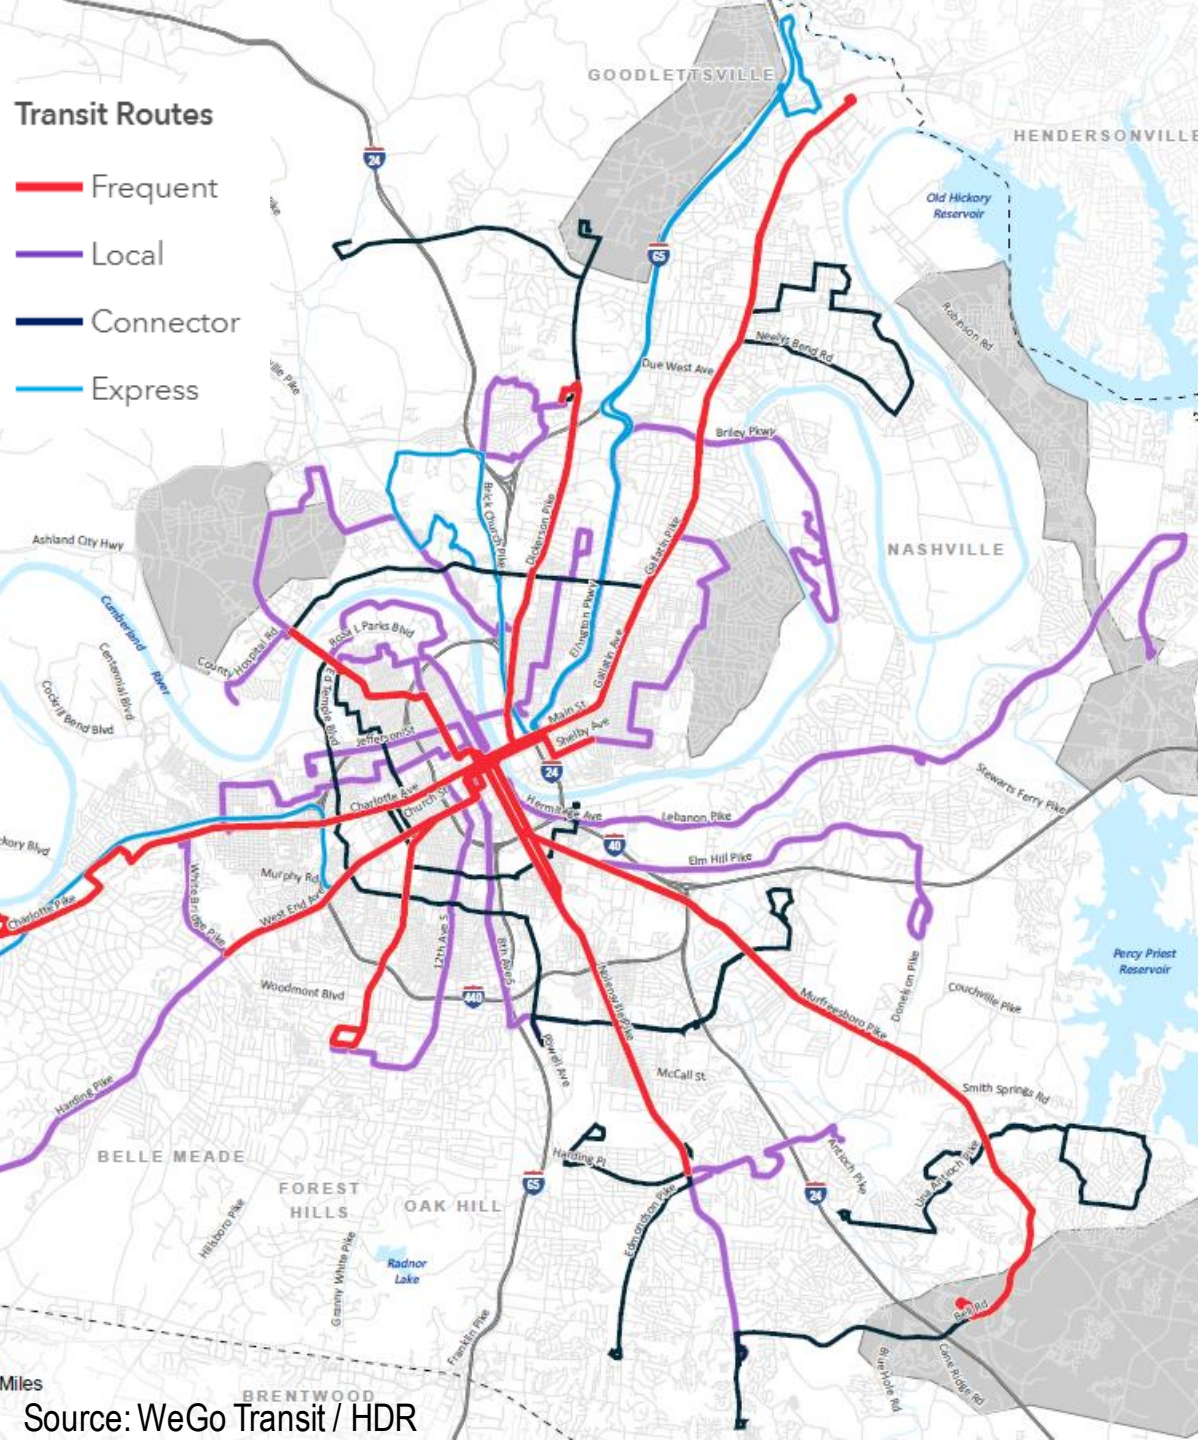 GOODLETTSVILLE
Transit Routes
HENDERSONVILLE
24
Frequent
Old Hickory
Reservoir
Local
65
Connector
Robinson Rd
Neelys Bend Rd
Due West Ave
Express
Briley Pkwy
Brick Church Pike
Dickerson Pike
Gallatin Pike
Ashland City Hwy
NASHVILLE
Ellington Pkwy
Cumberland
River
Rosa L Parks Blvd
County Hospital Rd
Gallatin Ave
Centennial Blvd
Ed Temple Blvd
Cockrill Bend Blvd
Main St
Shelby Ave
Jefferson St
24
Stewarts Ferry Pike
Charlotte Ave
Church St
Hermitage Ave
Lebanon Pike
40
Elm Hill Pike
Murphy Rd
White Bridge Pike
West End Ave
Charlotte Pike
12th Ave S
8th Ave S
Percy Priest
Reservoir
Donelson Pike
Woodmont Blvd
440
Nolensville Pike
Murfreesboro Pike
Couchville Pike
Powell Ave
McCall St
Smith Springs Rd
Harding Pike
BELLE MEADE
Harding Pl
Antioch Pike
Una Antioch Pike
FOREST
HILLS
OAK HILL
65
24
Hillsboro Pike
Edmondson Pike
Granny White Pike
Radnor
Lake
Bell Rd
Franklin Pike
Blue Hole Rd
Cane Ridge Rd
Miles
BRENTWOOD
Source: WeGo Transit / HDR